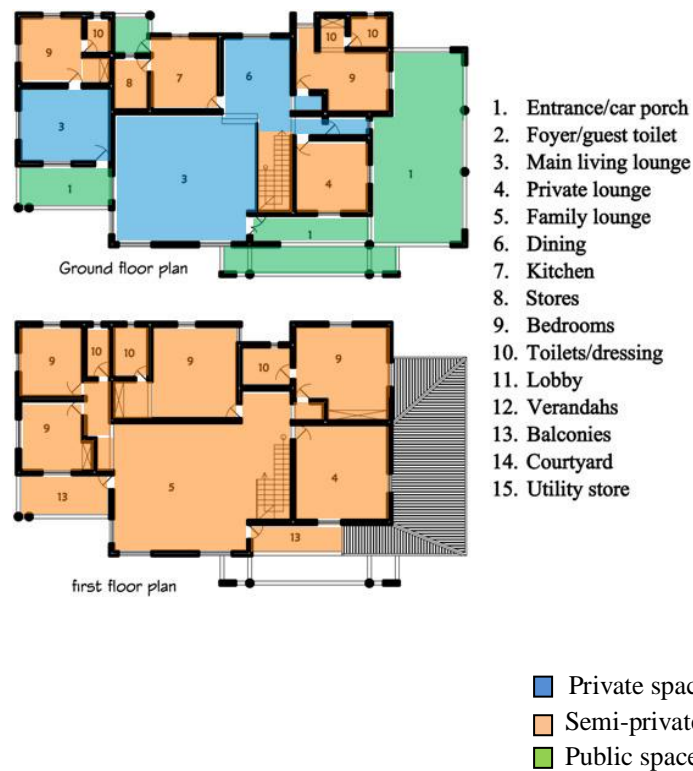 10 10 10
9 7 6 9
8
3
3 4 1
1
1
Ground floor plan
10 10 9 10 9
9
9
5 4
13
13
first floor plan
1. Entrance/car porch
2. Foyer/guest toilet
3. Main living lounge
4. Private lounge
5. Family lounge
6. Dining
7. Kitchen
8. Stores
9. Bedrooms
10. Toilets/dressing
11. Lobby
12. Verandahs
13. Balconies
14. Courtyard
15. Utility store
Private spac
Semi-private
Public space